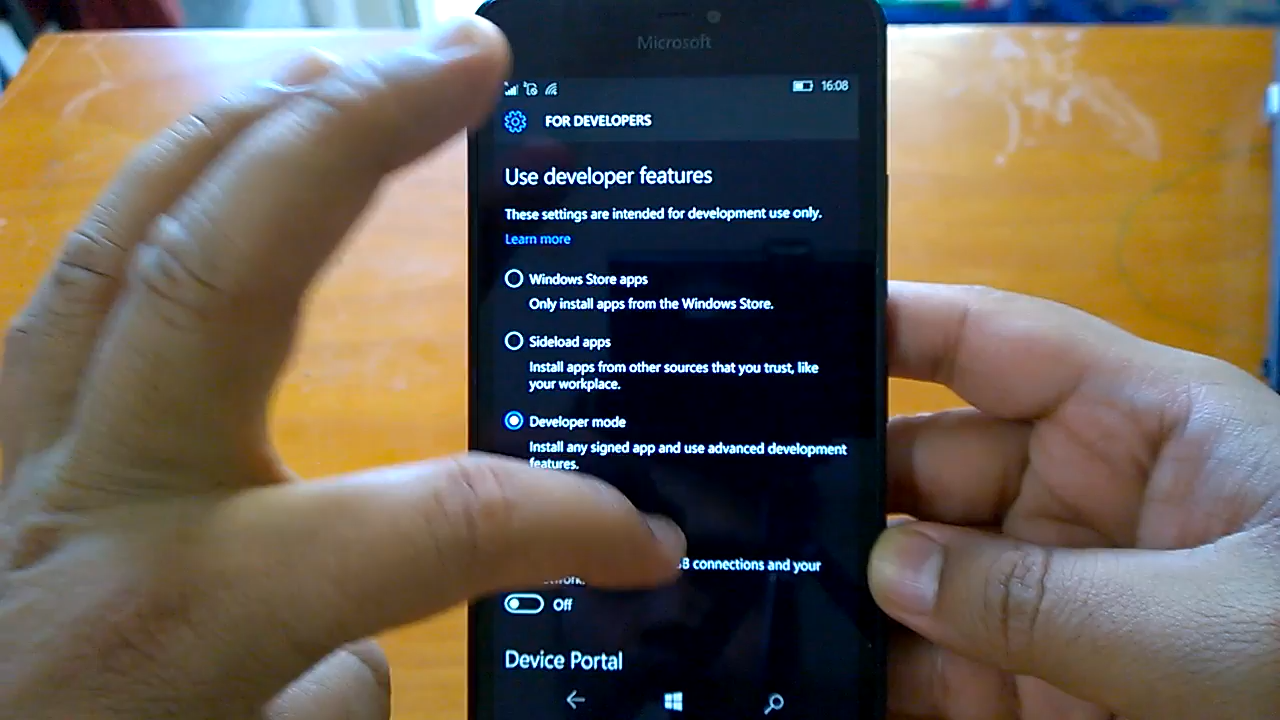 Microsoft
16:08
FOR DEVELOPERS
Use developer features
These settings are intended for development use only.
Learn more
Windows Store apps
Only install apps from the Windows Store.
Sideload apps
Install apps from other sources that you trust, like
your workplace.
Developer mode
Install any signed app and use advanced development
features.
connections and your
Off
Device Portal